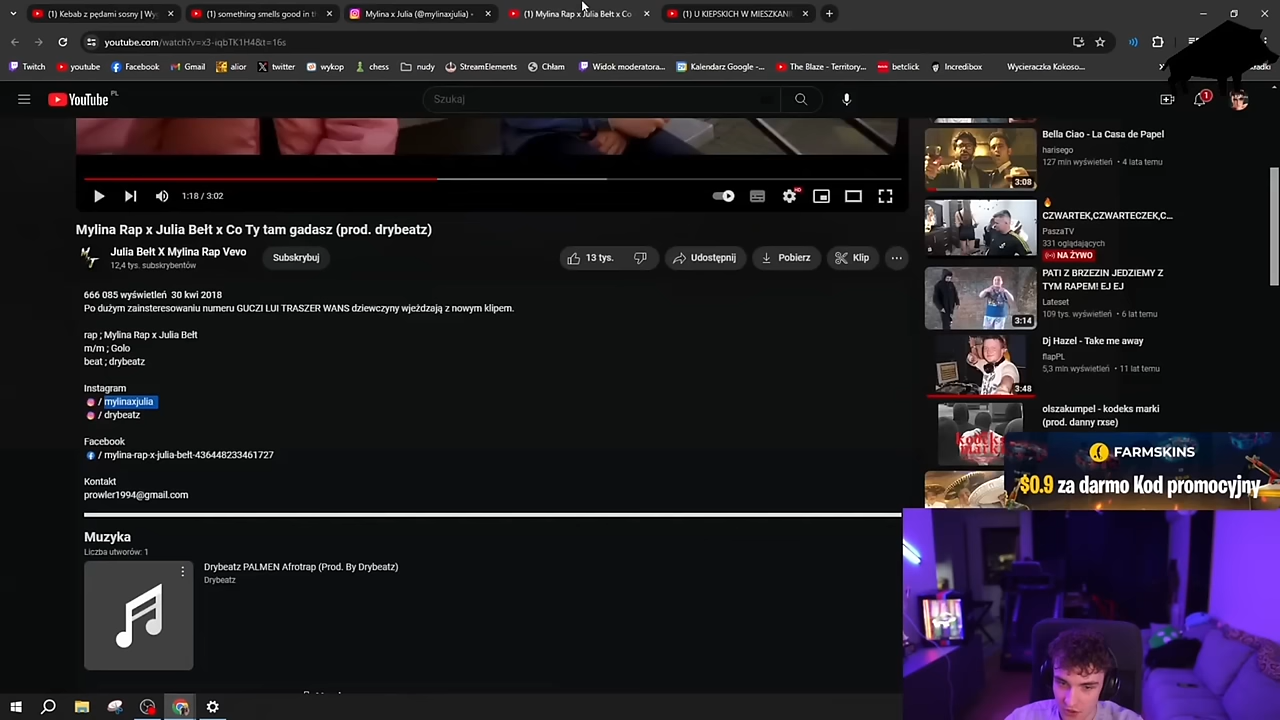 (1) Kebab z pędami sosny | Wy
(1) something smells good in t
Mylina x Julia (@mylinaxjulia) -
(1) Mylina Rap x Julia Bełt x Co
(1) U KIEPSKICH W MIESZKANI
youtube.com/watch?v=x3-iqbTK1H4&t=16s
Twitch
youtube
Facebook
Gmail
alior
twitter
wykop
chess
nudy
StreamElements
Chłam
Widok moderatora...
Kalendarz Google -...
The Blaze - Territory...
betclick
Incredibox
Wycieraczka Kokoso...
YouTube PL
Szukaj
1
1:18 / 3:02
HD
Mylina Rap x Julia Bełt x Co Ty tam gadasz (prod. drybeatz)
Julia Bełt X Mylina Rap Vevo
12,4 tys. subskrybentów
Subskrybuj
13 tys.
Udostępnij
Pobierz
Klip
666 085 wyświetleń 30 kwi 2018
Po dużym zainteresowaniu numeru GUCZI LUI TRASZER WANS dziewczyny wjeżdzają z nowym klipem.
rap ; Mylina Rap x Julia Bełt
m/m ; Golo
beat ; drybeatz
Instagram
/ mylinaxjulia
/ drybeatz
Facebook
/ mylina-rap-x-julia-belt-436448233461727
Kontakt
prowler1994@gmail.com
Muzyka
Liczba utworów: 1
Drybeatz PALMEN Afrotrap (Prod. By Drybeatz)
Drybeatz
Bella Ciao - La Casa de Papel
harisego
127 mln wyświetleń • 4 lata temu
3:08
CZWARTEK,CZWARTECZEK,C...
PaszaTV
331 oglądających
NA ŻYWO
PATI Z BRZEZIN JEDZIEMY Z
TYM RAPEM! EJ EJ
Lateset
109 tys. wyświetleń • 6 lat temu
3:14
Dj Hazel - Take me away
flapPL
5,3 mln wyświetleń • 11 lat temu
3:48
olszakumpel - kodeks marki
(prod. danny rxse)
kodeks
marki
FARMSKINS
$0.9 za darmo Kod promocyjny